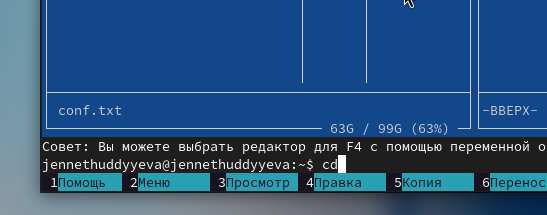 conf.txt
-ВВЕРХ-
63G / 99G (63%)
Совет: Вы можете выбрать редактор для F4 с помощью переменной о
jennethuddyyeva@jennethuddyyeva:~$ cd
1Помощь 2Меню 3Просмотр 4Правка 5Копия 6Перенос